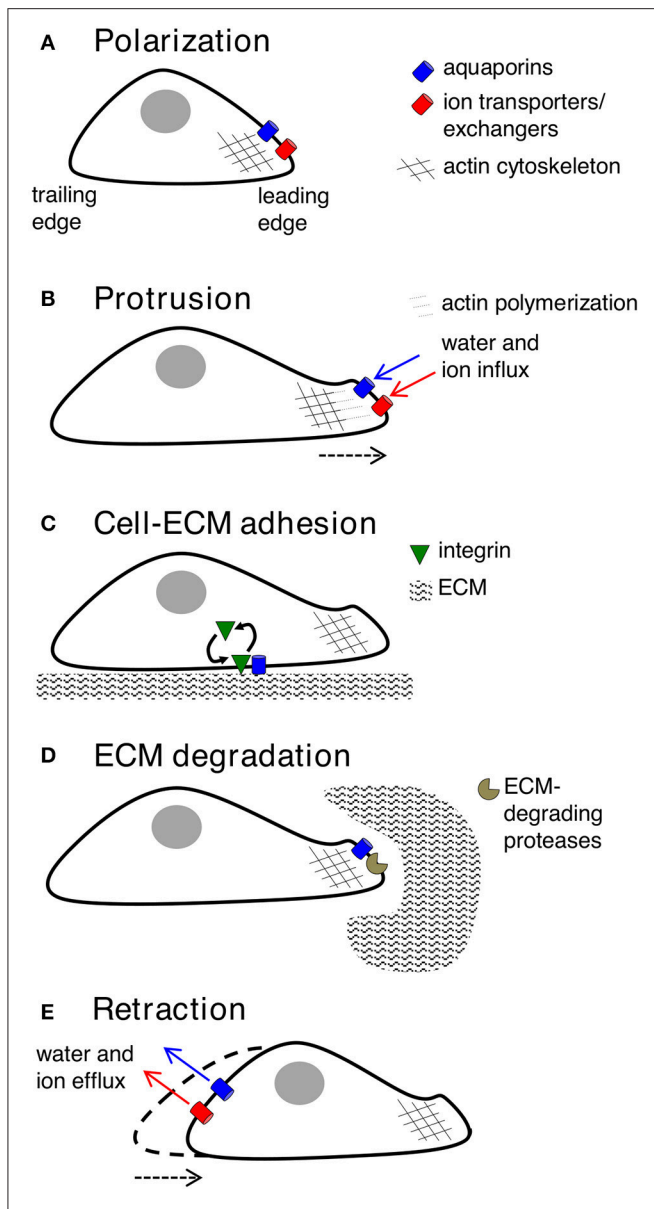 A Polarization
aquaporins
ion transporters/
exchangers
actin cytoskeleton
trailing
edge
leading
edge
B Protrusion
actin polymerization
water and
ion influx
C Cell-ECM adhesion
integrin
ECM
D ECM degradation
ECM-
degrading
proteases
E Retraction
water and
ion efflux